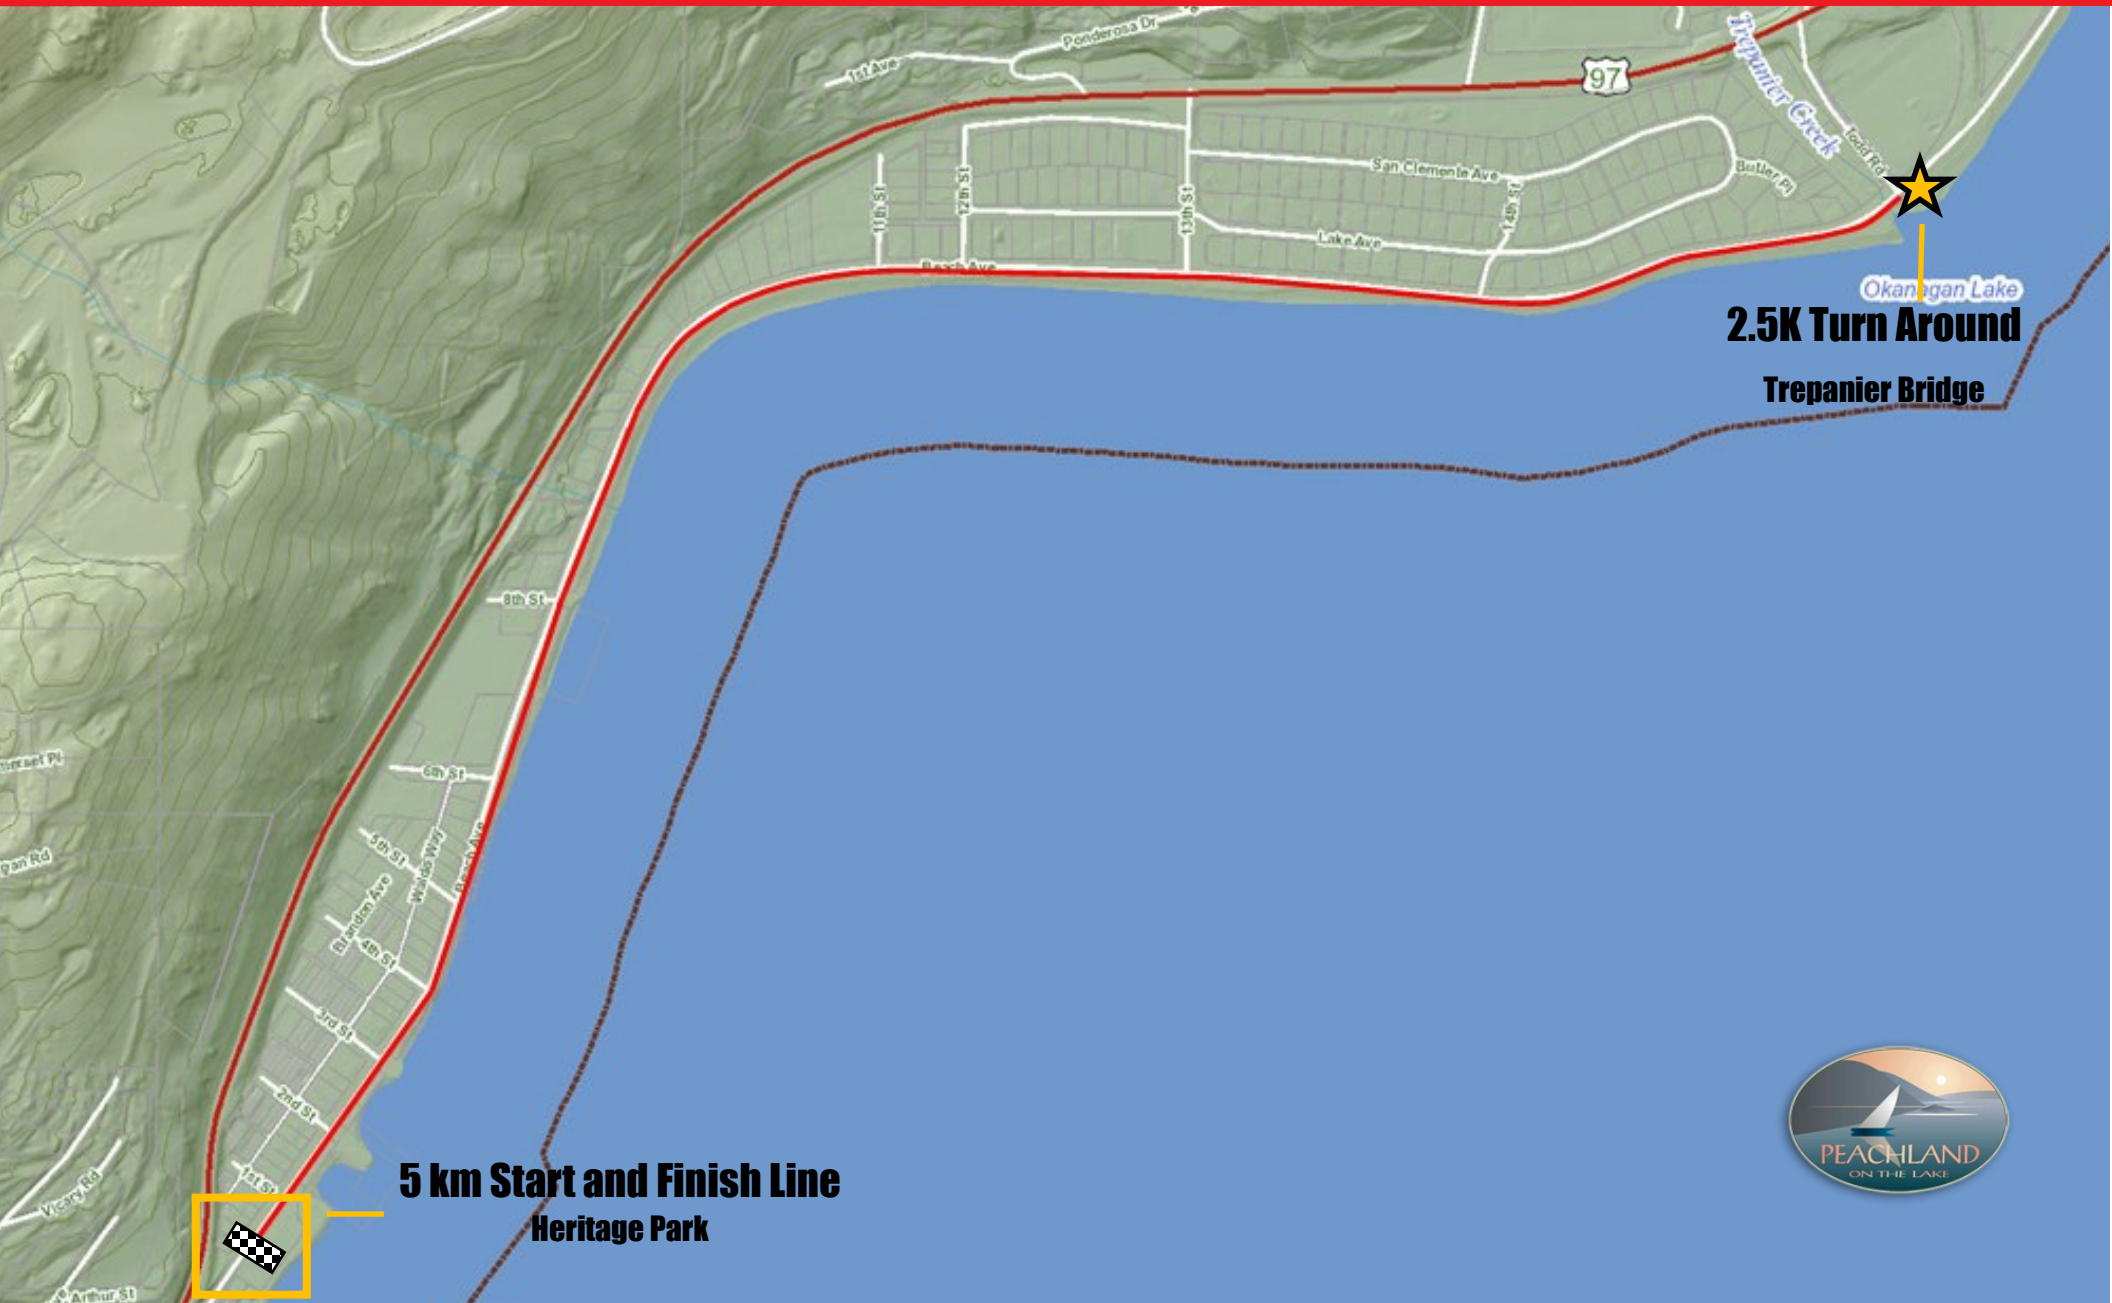 Ponderosa Dr
1st Ave
97
Trepanier Creek
Todd Rd
San Clemente Ave
Butler Pl
11th St
12th St
13th St
14th St
Lake Ave
Beach Ave
Okanagan Lake
2.5K Turn Around
Trepanier Bridge
8th St
6th St
5th St
Waldo Way
Beach Ave
Brandon Ave
4th St
3rd St
2nd St
1st St
Vicary Rd
5 km Start and Finish Line
Heritage Park
PEACHLAND
ON THE LAKE
Arthur St